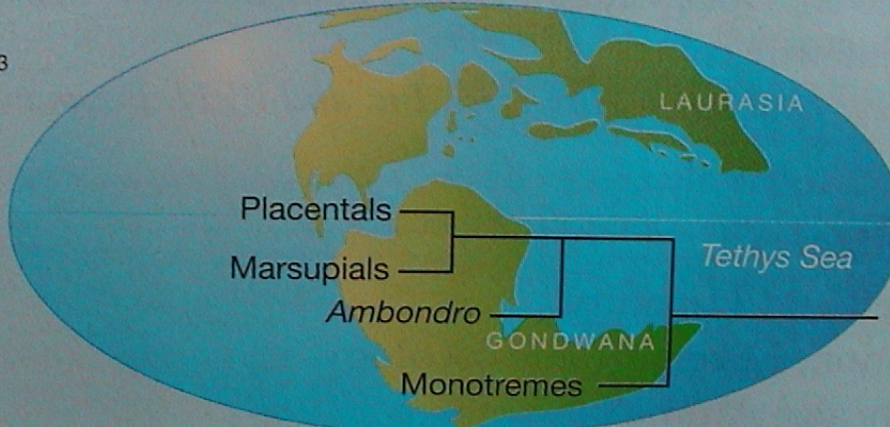 3
LAURASIA
Placentals
Tethys Sea
Marsupials
Ambondro
GONDWANA
Monotremes